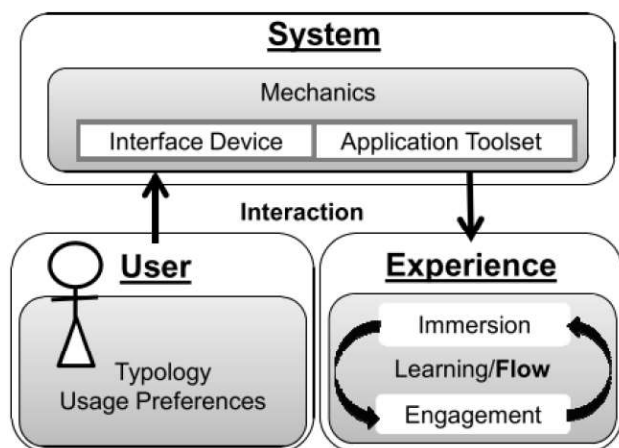 System
Mechanics
Interface Device Application Toolset
Interaction
User
Typology
Usage Preferences
Experience
Immersion
Learning/Flow
Engagement